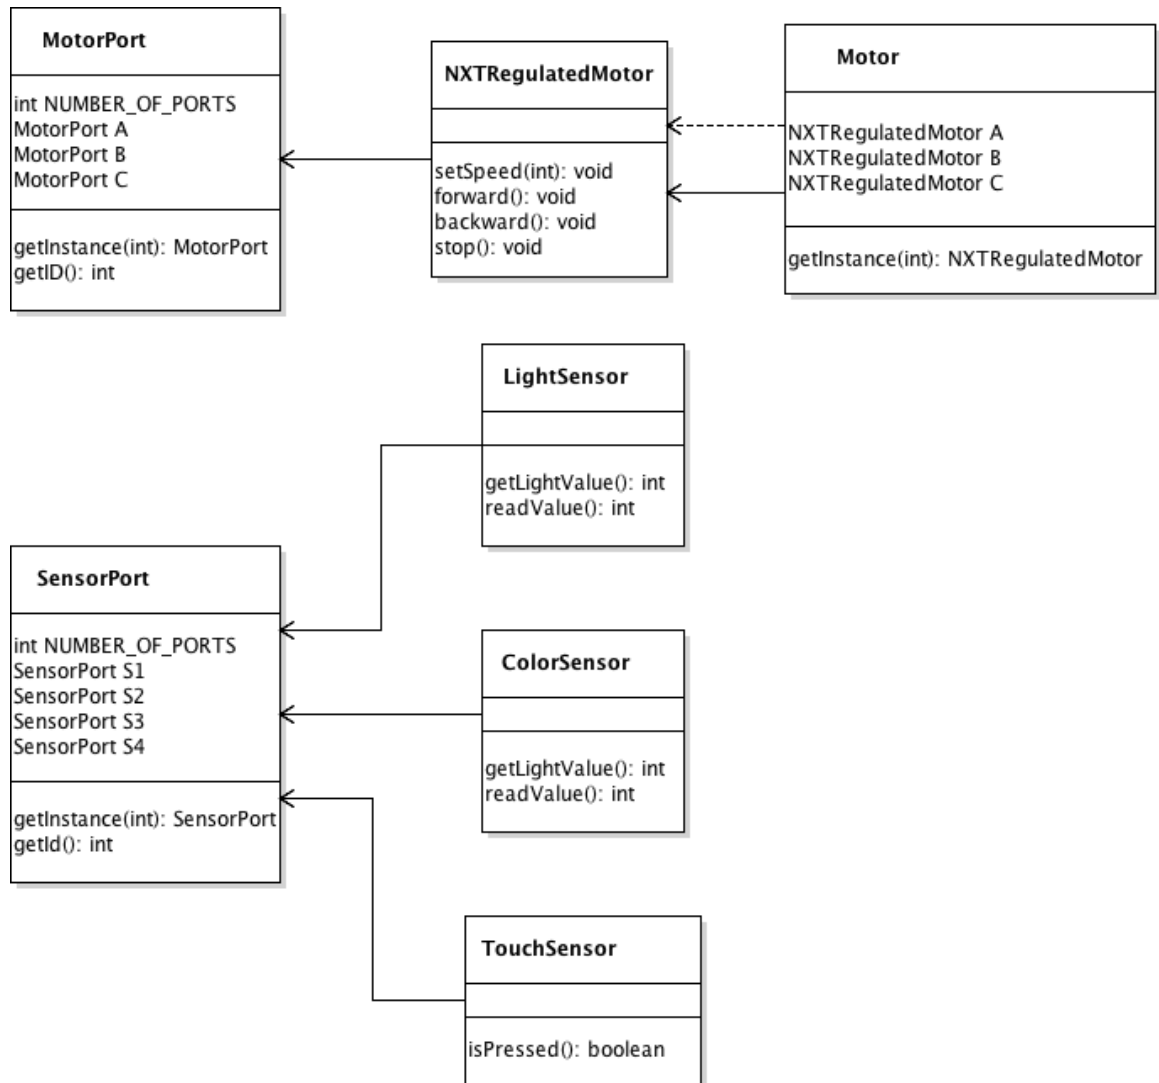 MotorPort
int NUMBER_OF_PORTS
MotorPort A
MotorPort B
MotorPort C
getInstance(int): MotorPort
getID(): int
NXTRegulatedMotor
setSpeed(int): void
forward(): void
backward(): void
stop(): void
Motor
NXTRegulatedMotor A
NXTRegulatedMotor B
NXTRegulatedMotor C
getInstance(int): NXTRegulatedMotor
LightSensor
getLightValue(): int
readValue(): int
SensorPort
int NUMBER_OF_PORTS
SensorPort S1
SensorPort S2
SensorPort S3
SensorPort S4
getInstance(int): SensorPort
getId(): int
ColorSensor
getLightValue(): int
readValue(): int
TouchSensor
isPressed(): boolean